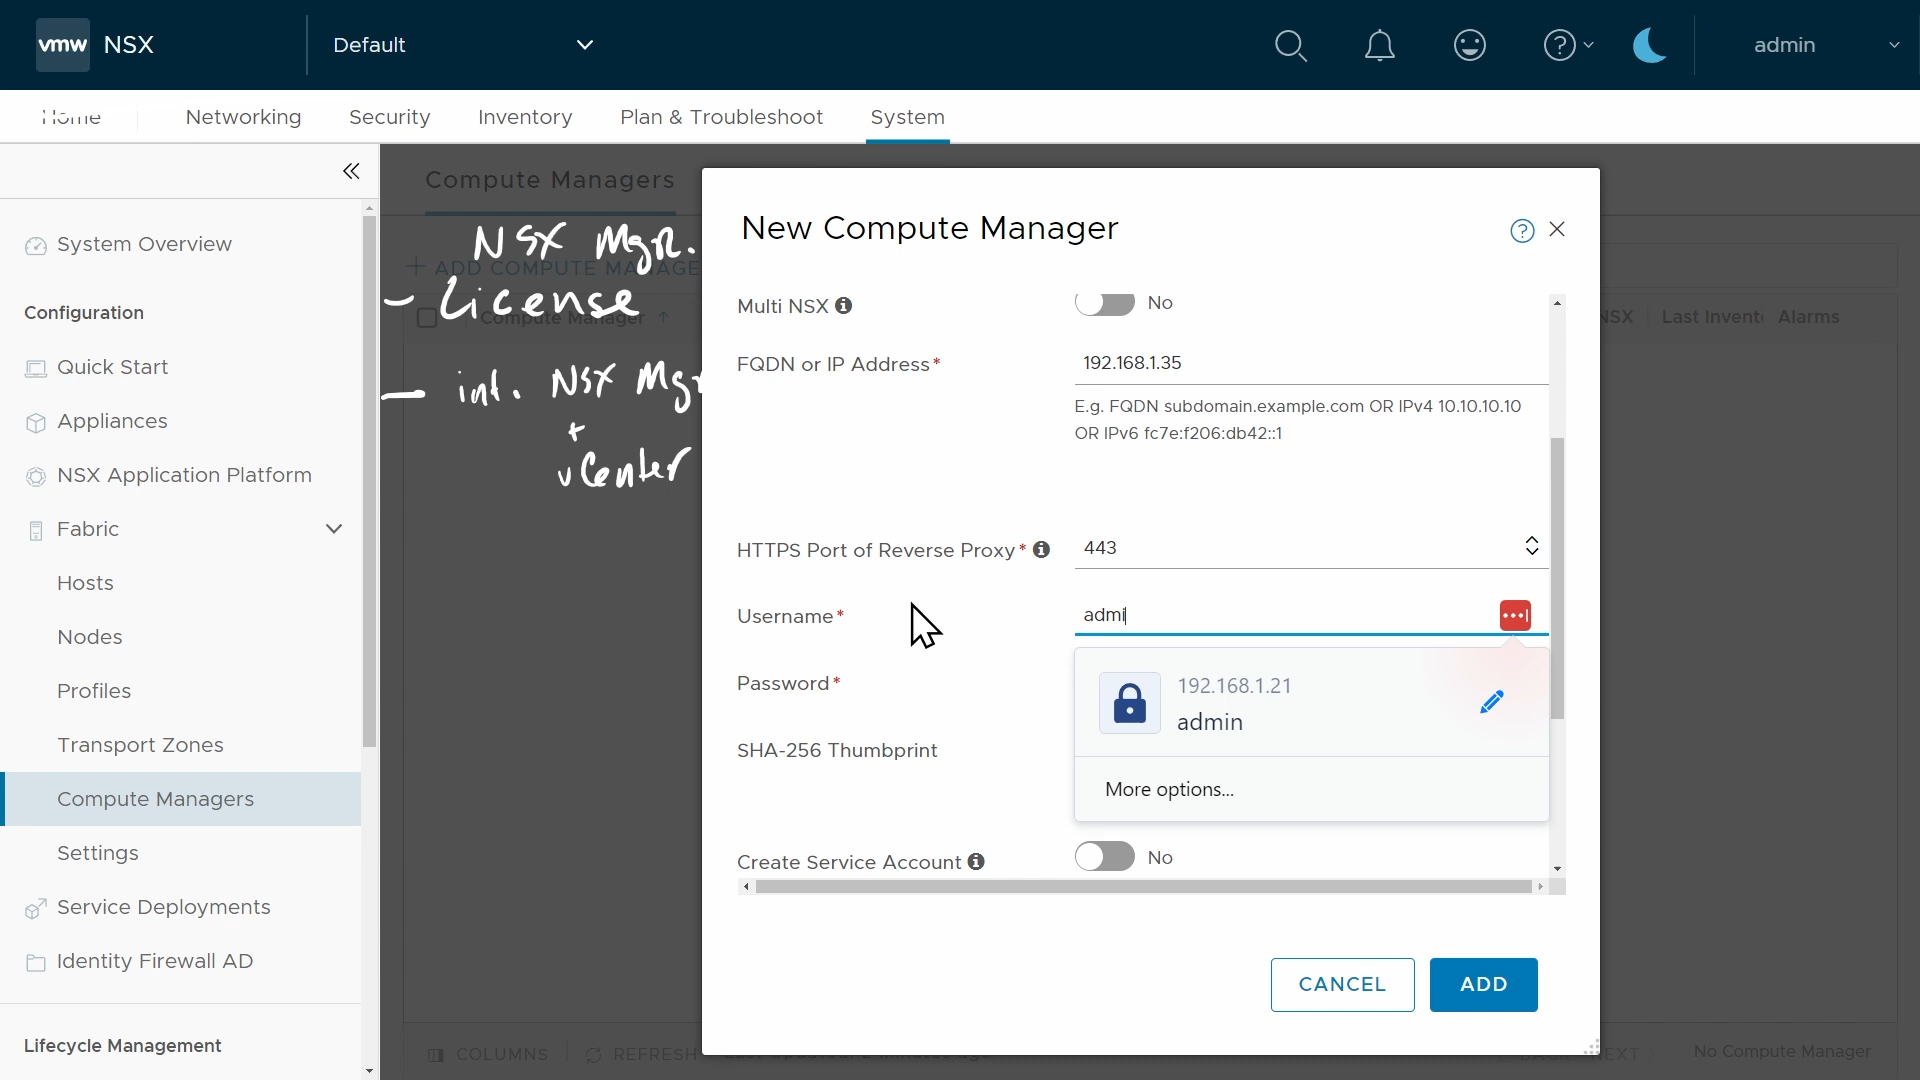 vmw NSX
Default
admin
Home
Networking
Security
Inventory
Plan & Troubleshoot
System
System Overview
Configuration
Quick Start
Appliances
NSX Application Platform
Fabric
Hosts
Nodes
Profiles
Transport Zones
Compute Managers
Settings
Service Deployments
Identity Firewall AD
Lifecycle Management
Compute Managers
ADD COMPUTE MANAGE
Compute Manager
NSX
Last Invent
Alarms
NSX Mgr.
- License
- int. NSX Mgr
+
vCenter
New Compute Manager
Multi NSX
No
FQDN or IP Address*
192.168.1.35
E.g. FQDN subdomain.example.com OR IPv4 10.10.10.10
OR IPv6 fc7e:f206:db42::1
HTTPS Port of Reverse Proxy*
443
Username*
admi
Password*
192.168.1.21
admin
SHA-256 Thumbprint
More options...
Create Service Account
No
CANCEL
ADD
COLUMNS
REFRESH
No Compute Manager